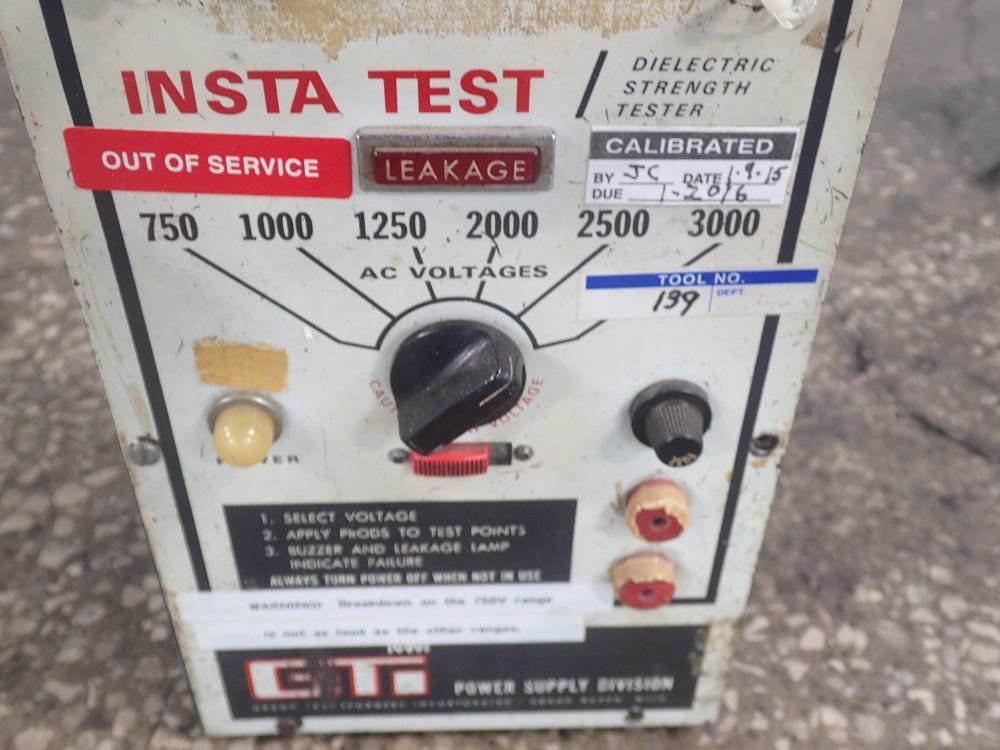 INSTA TEST / DIELECTRIC
STRENGTH
TESTER
OUT OF SERVICE
LEAKAGE
CALIBRATED
BY JC DATE 1.9.15
DUE 1.2016
750 1000 1250 2000 2500 3000
AC VOLTAGES
TOOL NO.
139 DEPT.
VOLTAGE
1. SELECT VOLTAGE
2. APPLY PRODS TO TEST POINTS
3. BUZZER AND LEAKAGE LAMP
INDICATE FAILURE
ALWAYS TURN POWER OFF WHEN NOT IN USE
WARNING! Breakdown on the 750V range
is not as loud as the other ranges.
GTi
POWER SUPPLY DIVISION